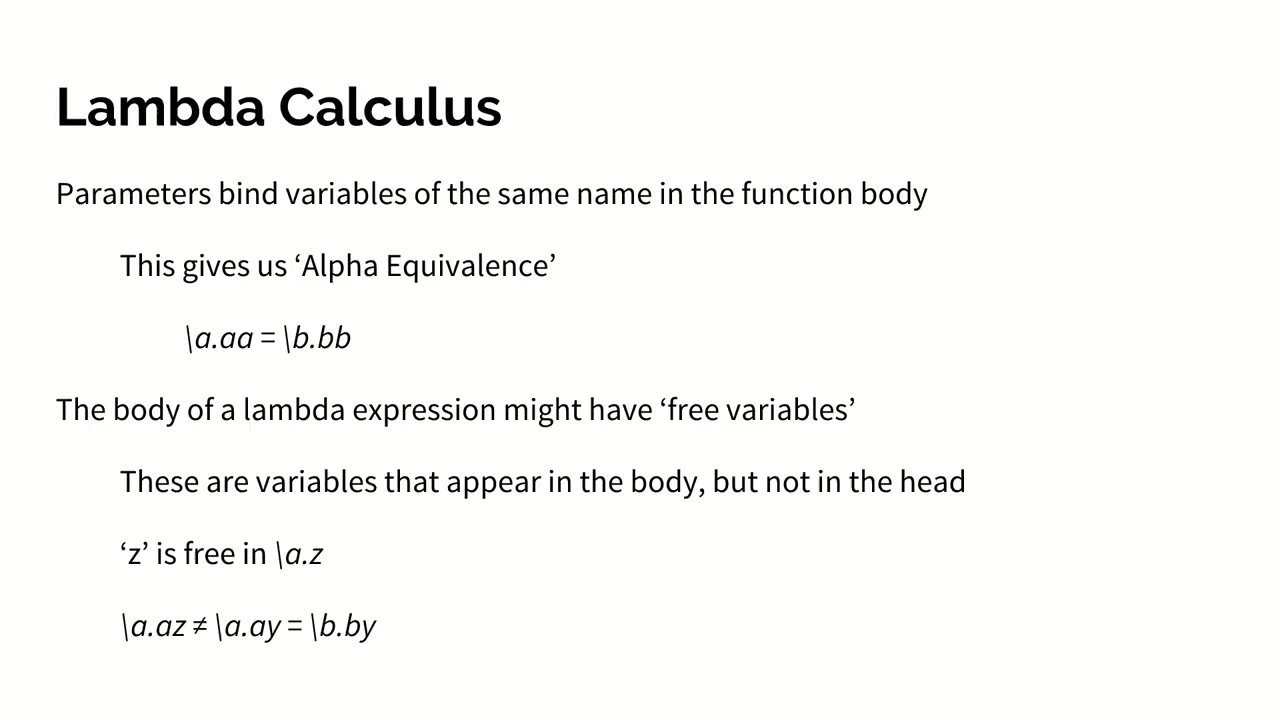 Lambda Calculus
Parameters bind variables of the same name in the function body
This gives us ‘Alpha Equivalence’
\a.aa = \b.bb
The body of a lambda expression might have ‘free variables’
These are variables that appear in the body, but not in the head
‘z’ is free in \a.z
\a.az ≠ \a.ay = \b.by